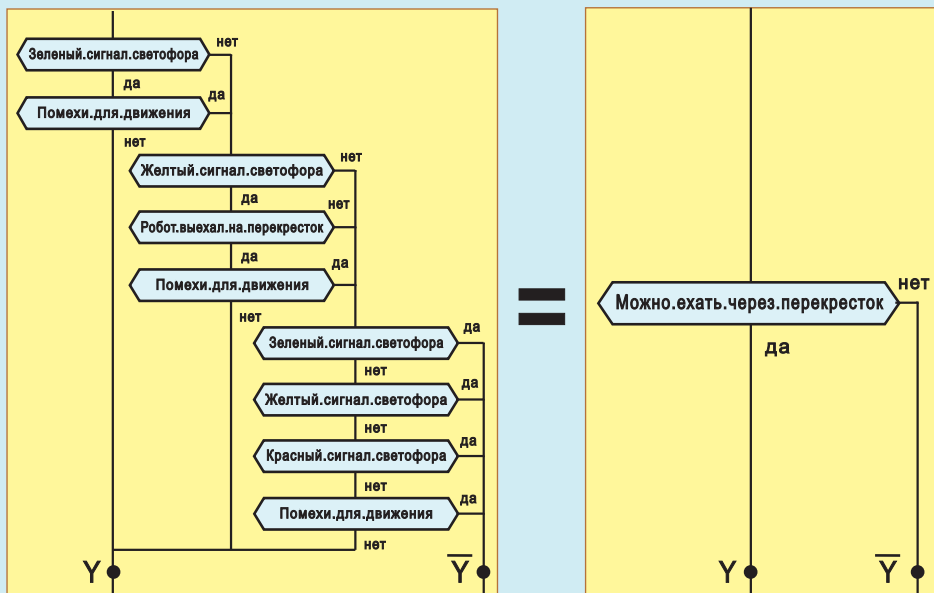 Зеленый.сигнал.светофора
нет
да
Помехи.для.движения
да
нет
Желтый.сигнал.светофора
нет
да
Робот.выехал.на.перекресток
нет
да
Помехи.для.движения
да
нет
Зеленый.сигнал.светофора
да
нет
Желтый.сигнал.светофора
да
нет
Красный.сигнал.светофора
да
нет
Помехи.для.движения
да
нет
Y
Y̅
=
Можно.ехать.через.перекресток
нет
да
Y
Y̅